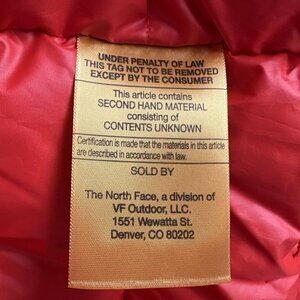 UNDER PENALTY OF LAW
THIS TAG NOT TO BE REMOVED
EXCEPT BY THE CONSUMER
This article contains
SECOND HAND MATERIAL
consisting of
CONTENTS UNKNOWN
Certification is made that the materials in this article
are described in accordance with law.
SOLD BY
The North Face, a division of
VF Outdoor, LLC.
1551 Wewatta St.
Denver, CO 80202